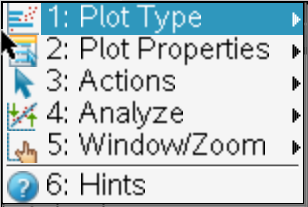 1: Plot Type
2: Plot Properties
3: Actions
4: Analyze
5: Window/Zoom
6: Hints